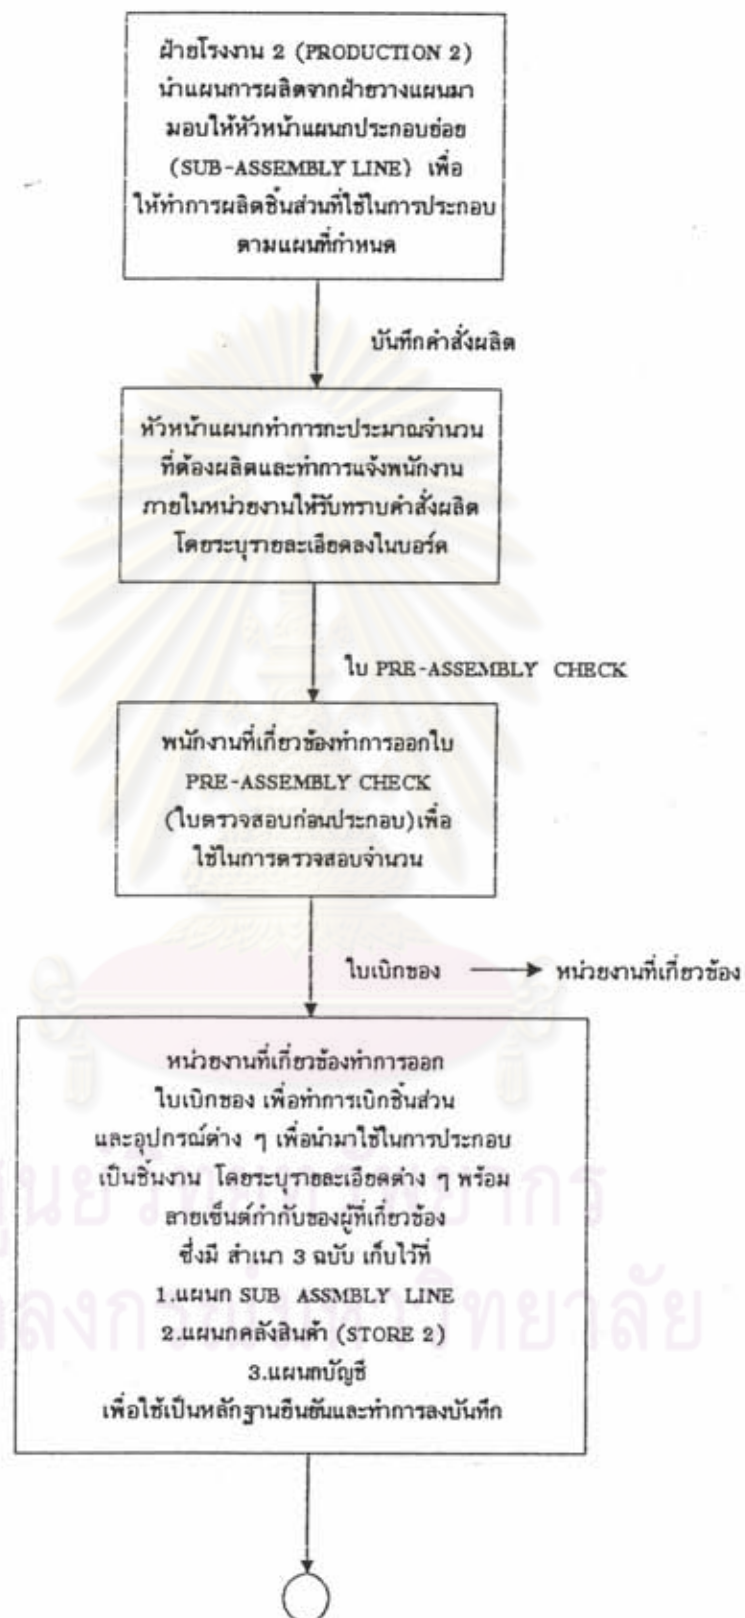 ฝ่ายโรงงาน 2 (PRODUCTION 2)
นำแผนการผลิตจากฝ่ายวางแผนมา
มอบให้หัวหน้าแผนกประกอบย่อย
(SUB-ASSEMBLY LINE) เพื่อ
ให้ทำการผลิตชิ้นส่วนที่ใช้ในการประกอบ
ตามแผนที่กำหนด
บันทึกคำสั่งผลิต
หัวหน้าแผนกทำการกะประมาณจำนวน
ที่ต้องผลิตและทำการแจ้งพนักงาน
ภายในหน่วยงานให้รับทราบคำสั่งผลิต
โดยระบุรายละเอียดลงในบอร์ด
ใบ PRE-ASSEMBLY CHECK
พนักงานที่เกี่ยวข้องทำการออกใบ
PRE-ASSEMBLY CHECK
(ใบตรวจสอบก่อนประกอบ)เพื่อ
ใช้ในการตรวจสอบจำนวน
ใบเบิกของ หน่วยงานที่เกี่ยวข้อง
หน่วยงานที่เกี่ยวข้องทำการออก
ใบเบิกของ เพื่อทำการเบิกชิ้นส่วน
และอุปกรณ์ต่าง ๆ เพื่อนำมาใช้ในการประกอบ
เป็นชิ้นงาน โดยระบุรายละเอียดต่าง ๆ พร้อม
ลายเซ็นต์กำกับของผู้ที่เกี่ยวข้อง
ซึ่งมี สำเนา 3 ฉบับ เก็บไว้ที่
1.แผนก SUB ASSMBLY LINE
2.แผนกคลังสินค้า (STORE 2)
3.แผนกบัญชี
เพื่อใช้เป็นหลักฐานยืนยันและทำการลงบันทึก